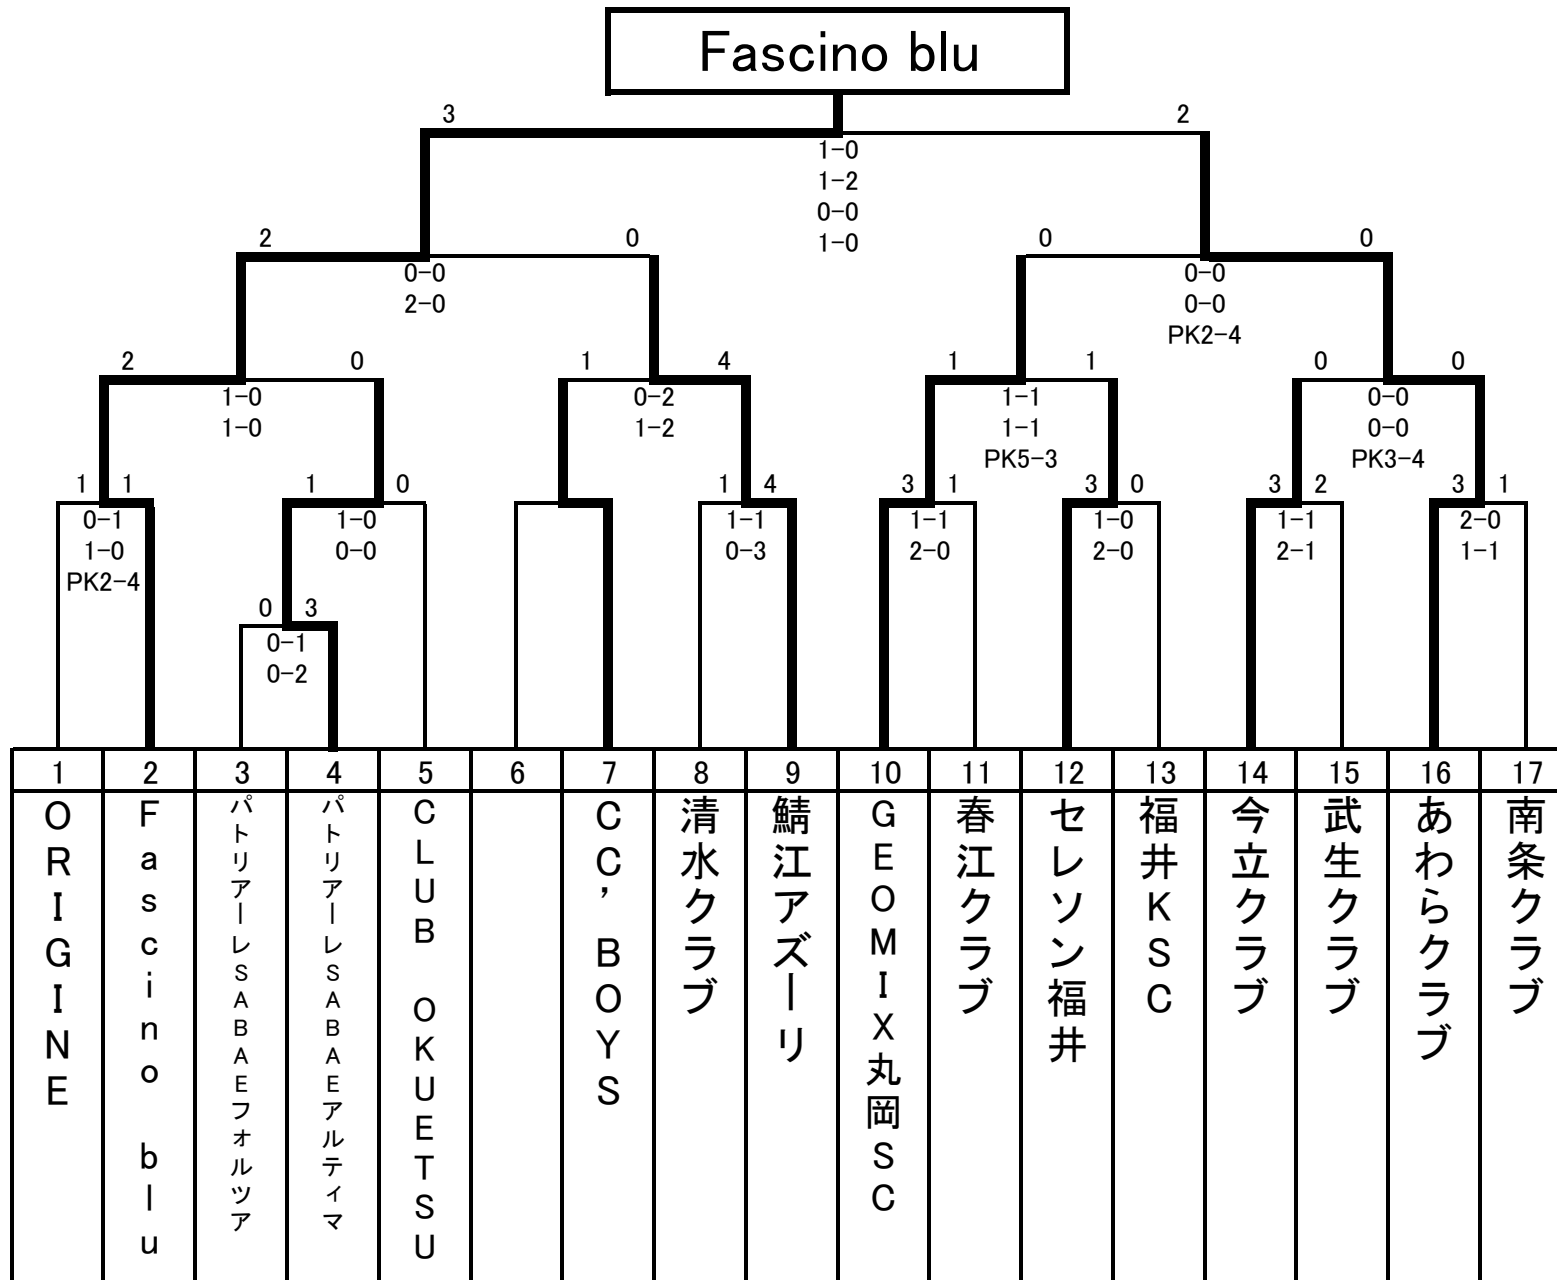 Fascino blu
3 2
1-0
1-2
0-0
1-0
2 0 0 0
0-0 0-0
2-0 0-0
PK2-4
2 0 1 4 1 1 0 0
1-0 0-2 1-1 0-0
1-0 1-2 1-1 0-0
PK5-3 PK3-4
1 1 1 0 1 4 3 1 3 0 3 2 3 1
0-1 1-0 1-1 1-1 1-0 1-1 2-0
1-0 0-0 0-3 2-0 2-0 2-1 1-1
PK2-4
0 3
0-1
0-2
1 2 3 4 5 6 7 8 9 10 11 12 13 14 15 16 17
ORIGINE
Fascino blu
パトリアーレSABAEフォルツア
パトリアーレSABAEアルティマ
CLUB OKUETSU
CC’BOYS
清水クラブ
鯖江アズーリ
GEOMIX丸岡SC
春江クラブ
セレソン福井
福井KSC
今立クラブ
武生クラブ
あわらクラブ
南条クラブ